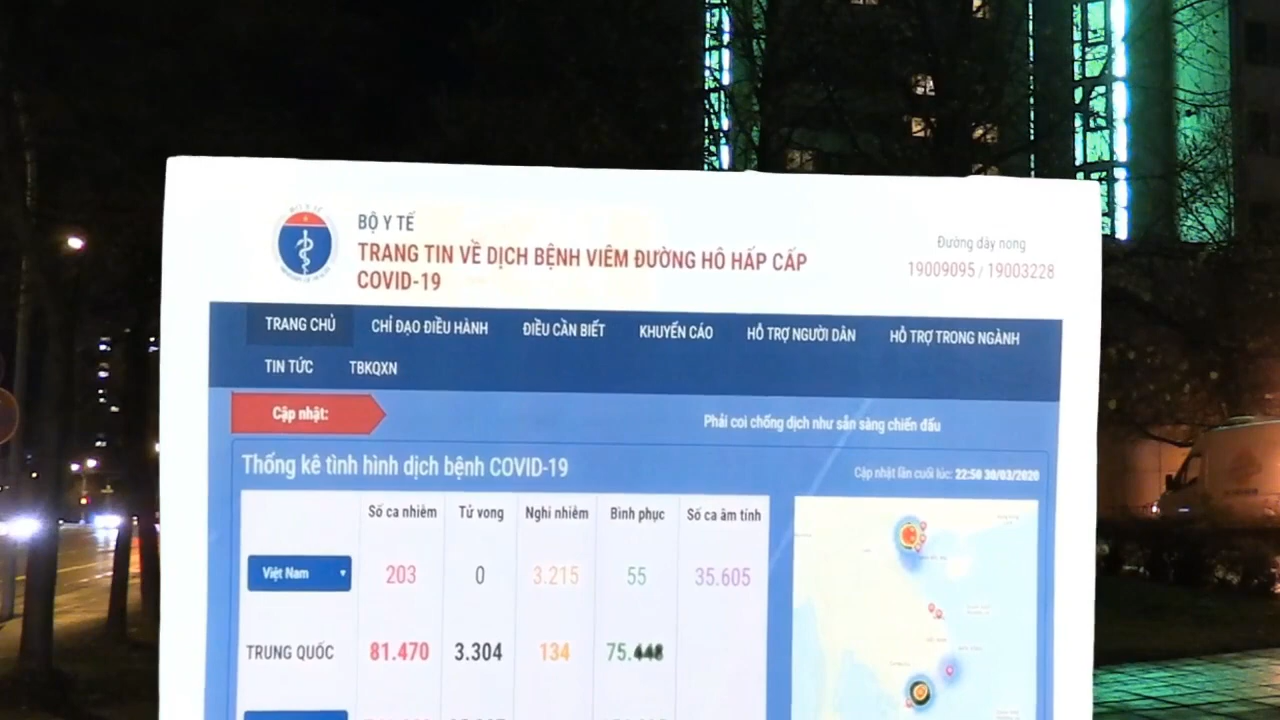 BỘ Y TẾ
TRANG TIN VỀ DỊCH BỆNH VIÊM ĐƯỜNG HÔ HẤP CẤP
COVID-19
Đường dây nóng
19009095 / 19003228
TRANG CHỦ CHỈ ĐẠO ĐIỀU HÀNH ĐIỀU CẦN BIẾT KHUYẾN CÁO HỖ TRỢ NGƯỜI DÂN HỖ TRỢ TRONG NGÀNH
TIN TỨC TBKQXN
Cập nhật: Phải coi chống dịch như sẵn sàng chiến đấu
Thống kê tình hình dịch bệnh COVID-19
Cập nhật lần cuối lúc: 22:50 30/03/2020
Số ca nhiễm Tử vong Nghi nhiễm Bình phục Số ca âm tính
Việt Nam 203 0 3.215 55 35.605
TRUNG QUỐC 81.470 3.304 134 75.448